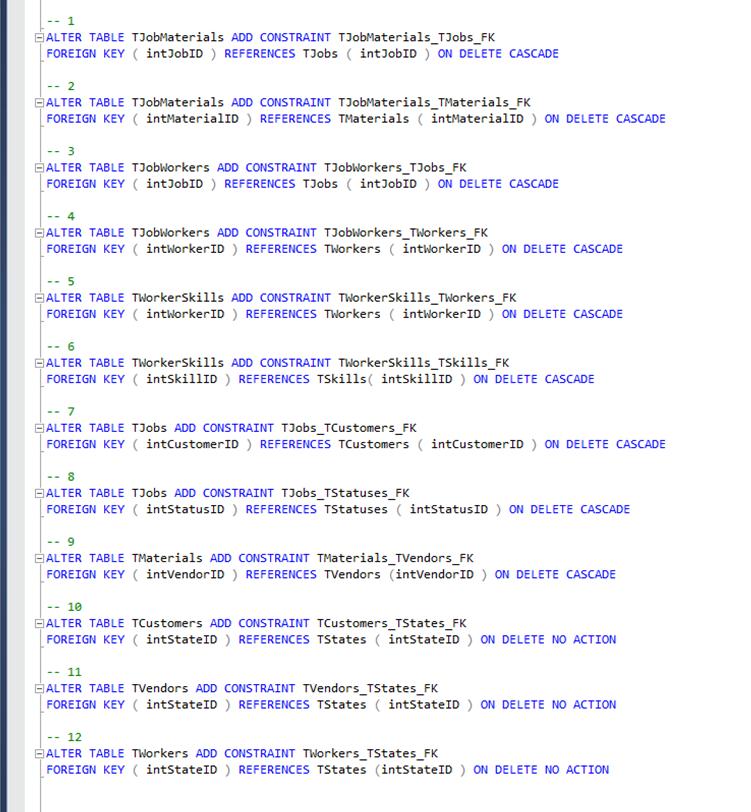 -- 1
ALTER TABLE TJobMaterials ADD CONSTRAINT TJobMaterials_TJobs_FK
FOREIGN KEY ( intJobID ) REFERENCES TJobs ( intJobID ) ON DELETE CASCADE
-- 2
ALTER TABLE TJobMaterials ADD CONSTRAINT TJobMaterials_TMaterials_FK
FOREIGN KEY ( intMaterialID ) REFERENCES TMaterials ( intMaterialID ) ON DELETE CASCADE
-- 3
ALTER TABLE TJobWorkers ADD CONSTRAINT TJobWorkers_TJobs_FK
FOREIGN KEY ( intJobID ) REFERENCES TJobs ( intJobID ) ON DELETE CASCADE
-- 4
ALTER TABLE TJobWorkers ADD CONSTRAINT TJobWorkers_TWorkers_FK
FOREIGN KEY ( intWorkerID ) REFERENCES TWorkers ( intWorkerID ) ON DELETE CASCADE
-- 5
ALTER TABLE TWorkerSkills ADD CONSTRAINT TWorkerSkills_TWorkers_FK
FOREIGN KEY ( intWorkerID ) REFERENCES TWorkers ( intWorkerID ) ON DELETE CASCADE
-- 6
ALTER TABLE TWorkerSkills ADD CONSTRAINT TWorkerSkills_TSkills_FK
FOREIGN KEY ( intSkillID ) REFERENCES TSkills( intSkillID ) ON DELETE CASCADE
-- 7
ALTER TABLE TJobs ADD CONSTRAINT TJobs_TCustomers_FK
FOREIGN KEY ( intCustomerID ) REFERENCES TCustomers ( intCustomerID ) ON DELETE CASCADE
-- 8
ALTER TABLE TJobs ADD CONSTRAINT TJobs_TStatuses_FK
FOREIGN KEY ( intStatusID ) REFERENCES TStatuses ( intStatusID ) ON DELETE CASCADE
-- 9
ALTER TABLE TMaterials ADD CONSTRAINT TMaterials_TVendors_FK
FOREIGN KEY ( intVendorID ) REFERENCES TVendors (intVendorID ) ON DELETE CASCADE
-- 10
ALTER TABLE TCustomers ADD CONSTRAINT TCustomers_TStates_FK
FOREIGN KEY ( intStateID ) REFERENCES TStates ( intStateID ) ON DELETE NO ACTION
-- 11
ALTER TABLE TVendors ADD CONSTRAINT TVendors_TStates_FK
FOREIGN KEY ( intStateID ) REFERENCES TStates ( intStateID ) ON DELETE NO ACTION
-- 12
ALTER TABLE TWorkers ADD CONSTRAINT TWorkers_TStates_FK
FOREIGN KEY ( intStateID ) REFERENCES TStates (intStateID ) ON DELETE NO ACTION